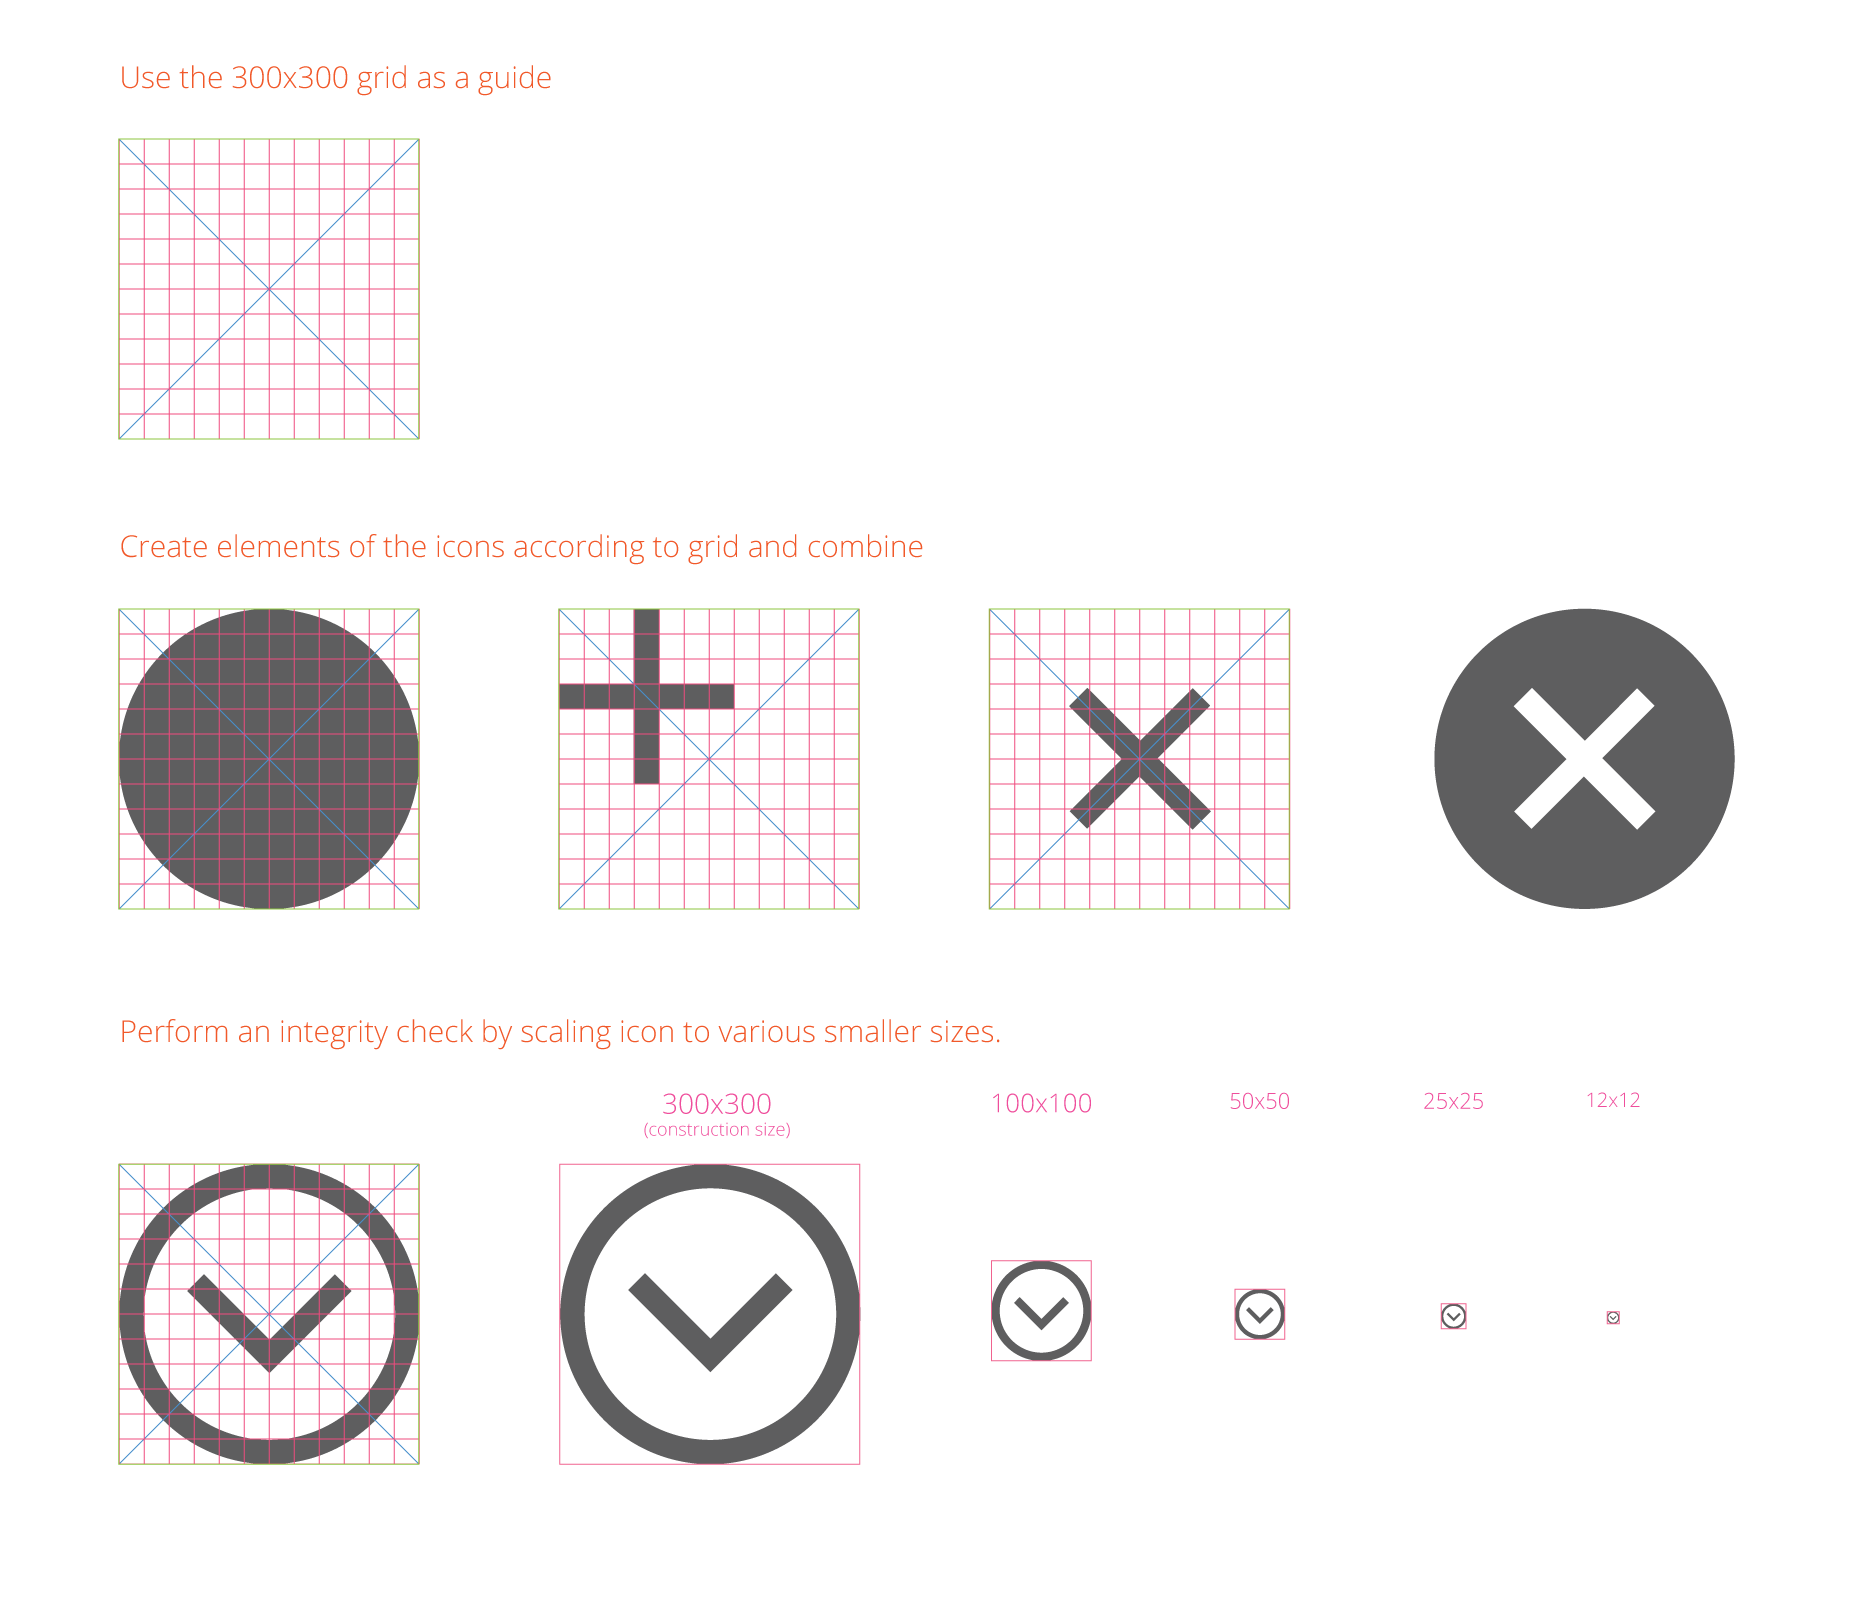 Use the 300x300 grid as a guide
Create elements of the icons according to grid and combine
Perform an integrity check by scaling icon to various smaller sizes.
300x300
(construction size)
100x100
50x50
25x25
12x12